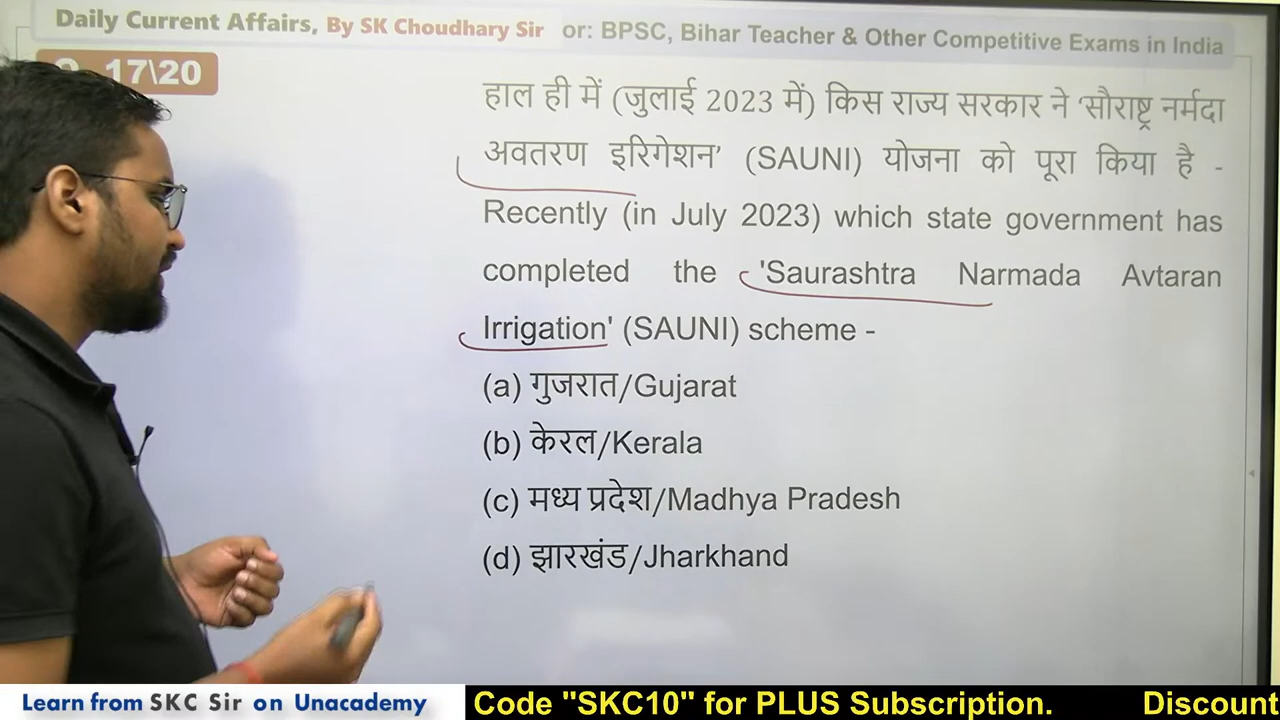 Daily Current Affairs, By SK Choudhary Sir or: BPSC, Bihar Teacher & Other Competitive Exams in India
17\20
हाल ही में (जुलाई 2023 में) किस राज्य सरकार ने ‘सौराष्ट्र नर्मदा
अवतरण इरिगेशन’ (SAUNI) योजना को पूरा किया है -
Recently (in July 2023) which state government has
completed the 'Saurashtra Narmada Avtaran
Irrigation' (SAUNI) scheme -
(a) गुजरात/Gujarat
(b) केरल/Kerala
(c) मध्य प्रदेश/Madhya Pradesh
(d) झारखंड/Jharkhand
Learn from SKC Sir on Unacademy
Code "SKC10" for PLUS Subscription. Discount